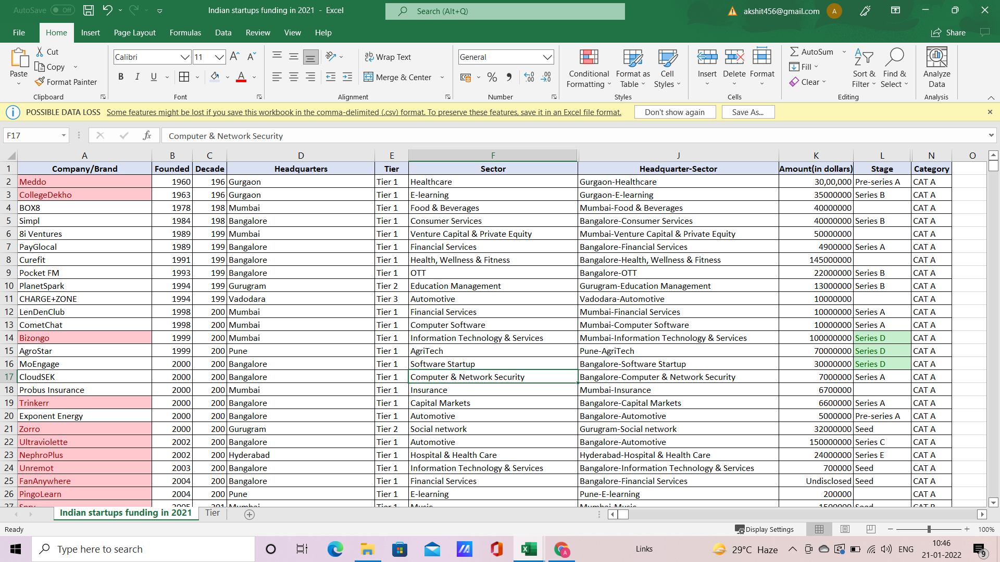 AutoSave Off Indian startups funding in 2021 - Excel Search (Alt+Q) akshit456@gmail.com A
File Home Insert Page Layout Formulas Data Review View Help Share
Paste Cut Copy Format Painter Clipboard
Calibri 11 B I U A Font
Wrap Text Merge & Center Alignment
General % Number
Conditional Formatting Format as Table Cell Styles Styles
Insert Delete Format Cells
AutoSum Fill Clear Sort & Filter Find & Select Editing
Analyze Data Analysis
POSSIBLE DATA LOSS Some features might be lost if you save this workbook in the comma-delimited (.csv) format. To preserve these features, save it in an Excel file format. Don't show again Save As...
F17 fx Computer & Network Security
A B C D E F J K L N O
1 Company/Brand Founded Decade Headquarters Tier Sector Headquarter-Sector Amount(in dollars) Stage Category
2 Meddo 1960 196 Gurgaon Tier 1 Healthcare Gurgaon-Healthcare 30,00,000 Pre-series A CAT A
3 CollegeDekho 1963 196 Gurgaon Tier 1 E-learning Gurgaon-E-learning 35000000 Series B CAT A
4 BOX8 1978 198 Mumbai Tier 1 Food & Beverages Mumbai-Food & Beverages 40000000 CAT A
5 Simpl 1984 198 Bangalore Tier 1 Consumer Services Bangalore-Consumer Services 40000000 Series B CAT A
6 8i Ventures 1989 199 Mumbai Tier 1 Venture Capital & Private Equity Mumbai-Venture Capital & Private Equity 50000000 CAT A
7 PayGlocal 1989 199 Bangalore Tier 1 Financial Services Bangalore-Financial Services 4900000 Series A CAT A
8 Curefit 1991 199 Bangalore Tier 1 Health, Wellness & Fitness Bangalore-Health, Wellness & Fitness 145000000 CAT A
9 Pocket FM 1993 199 Bangalore Tier 1 OTT Bangalore-OTT 22000000 Series B CAT A
10 PlanetSpark 1994 199 Gurugram Tier 2 Education Management Gurugram-Education Management 13000000 Series B CAT A
11 CHARGE+ZONE 1994 199 Vadodara Tier 3 Automotive Vadodara-Automotive 10000000 CAT A
12 LenDenClub 1998 200 Mumbai Tier 1 Financial Services Mumbai-Financial Services 10000000 Series A CAT A
13 CometChat 1998 200 Mumbai Tier 1 Computer Software Mumbai-Computer Software 10000000 Series A CAT A
14 Bizongo 1999 200 Mumbai Tier 1 Information Technology & Services Mumbai-Information Technology & Services 100000000 Series D CAT A
15 AgroStar 1999 200 Pune Tier 1 AgriTech Pune-AgriTech 70000000 Series D CAT A
16 MoEngage 2000 200 Bangalore Tier 1 Software Startup Bangalore-Software Startup 30000000 Series D CAT A
17 CloudSEK 2000 200 Bangalore Tier 1 Computer & Network Security Bangalore-Computer & Network Security 7000000 Series A CAT A
18 Probus Insurance 2000 200 Mumbai Tier 1 Insurance Mumbai-Insurance 6700000 CAT A
19 Trinkerr 2000 200 Bangalore Tier 1 Capital Markets Bangalore-Capital Markets 6600000 Series A CAT A
20 Exponent Energy 2000 200 Bangalore Tier 1 Automotive Bangalore-Automotive 5000000 Pre-series A CAT A
21 Zorro 2000 200 Gurugram Tier 2 Social network Gurugram-Social network 32000000 Seed CAT A
22 Ultraviolette 2002 200 Bangalore Tier 1 Automotive Bangalore-Automotive 150000000 Series C CAT A
23 NephroPlus 2002 200 Hyderabad Tier 1 Hospital & Health Care Hyderabad-Hospital & Health Care 24000000 Series E CAT A
24 Unremot 2003 200 Bangalore Tier 1 Information Technology & Services Bangalore-Information Technology & Services 700000 Seed CAT A
25 FanAnywhere 2004 200 Bangalore Tier 1 Financial Services Bangalore-Financial Services Undisclosed Seed CAT A
26 PingoLearn 2004 200 Pune Tier 1 E-learning Pune-E-learning 200000 CAT A
27 2005 201 Mumbai Tier 1 Music Mumbai-Music 1500000 Seed CAT B
Indian startups funding in 2021 Tier
Ready Display Settings 100%
Type here to search Links 29°C Haze ENG 10:46 21-01-2022 9